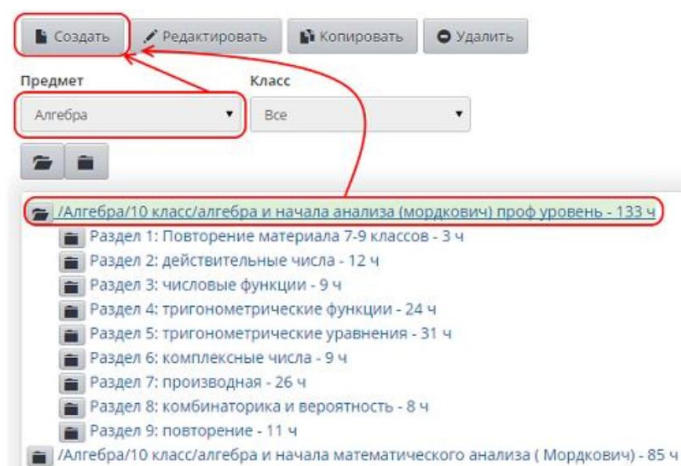 Создать Редактировать Копировать Удалить
Предмет Класс
Алгебра Все
/Алгебра/10 класс/алгебра и начала анализа (мордкович) проф уровень - 133 ч
Раздел 1: Повторение материала 7-9 классов - 3 ч
Раздел 2: действительные числа - 12 ч
Раздел 3: числовые функции - 9 ч
Раздел 4: тригонометрические функции - 24 ч
Раздел 5: тригонометрические уравнения - 31 ч
Раздел 6: комплексные числа - 9 ч
Раздел 7: производная - 26 ч
Раздел 8: комбинаторика и вероятность - 8 ч
Раздел 9: повторение - 11 ч
/Алгебра/10 класс/алгебра и начала математического анализа ( Мордкович) - 85 ч